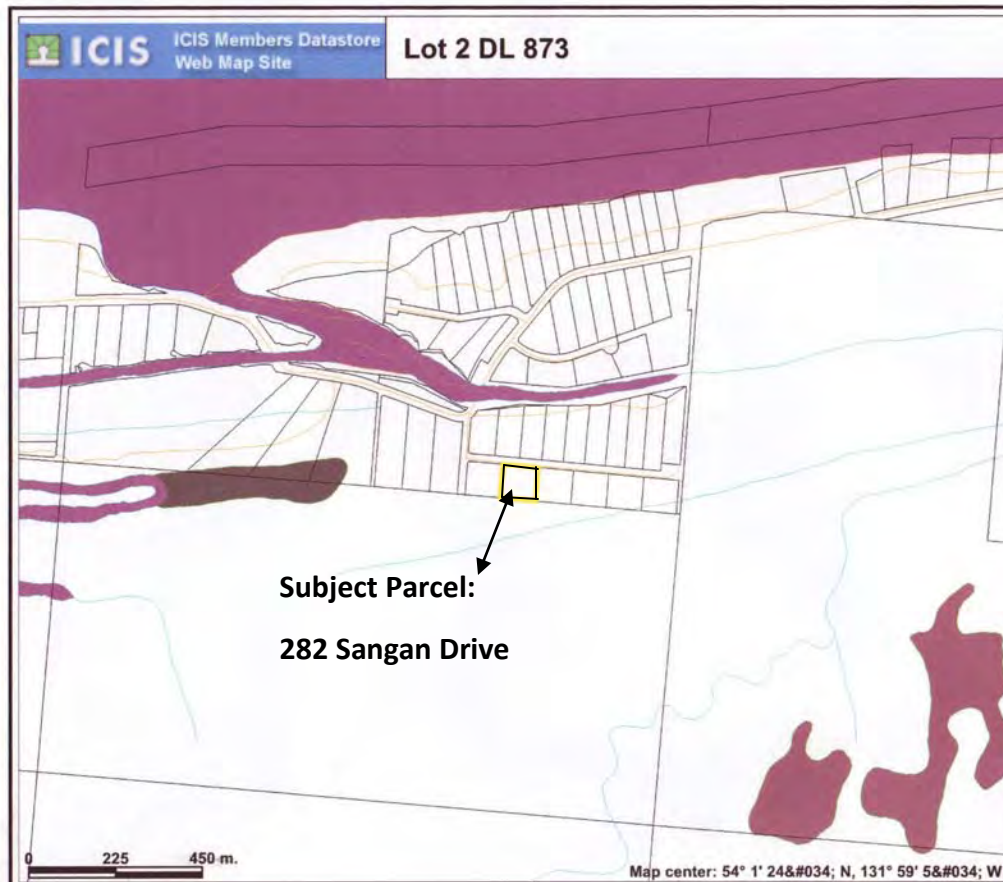 ICIS
ICIS Members Datastore
Web Map Site
Lot 2 DL 873
Subject Parcel:
282 Sangan Drive
0 225 450 m.
Map center: 54° 1' 24&#034; N, 131° 59' 5&#034; W